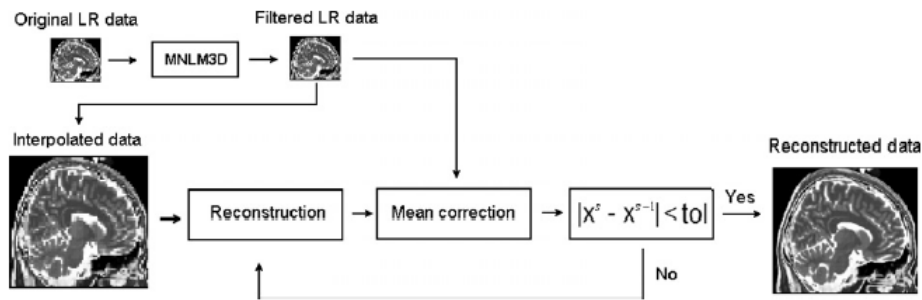 Original LR data
Filtered LR data
MNLM3D
Interpolated data
Reconstructed data
Reconstruction
Mean correction
|x^s - x^{s-1}| < tol
Yes
No